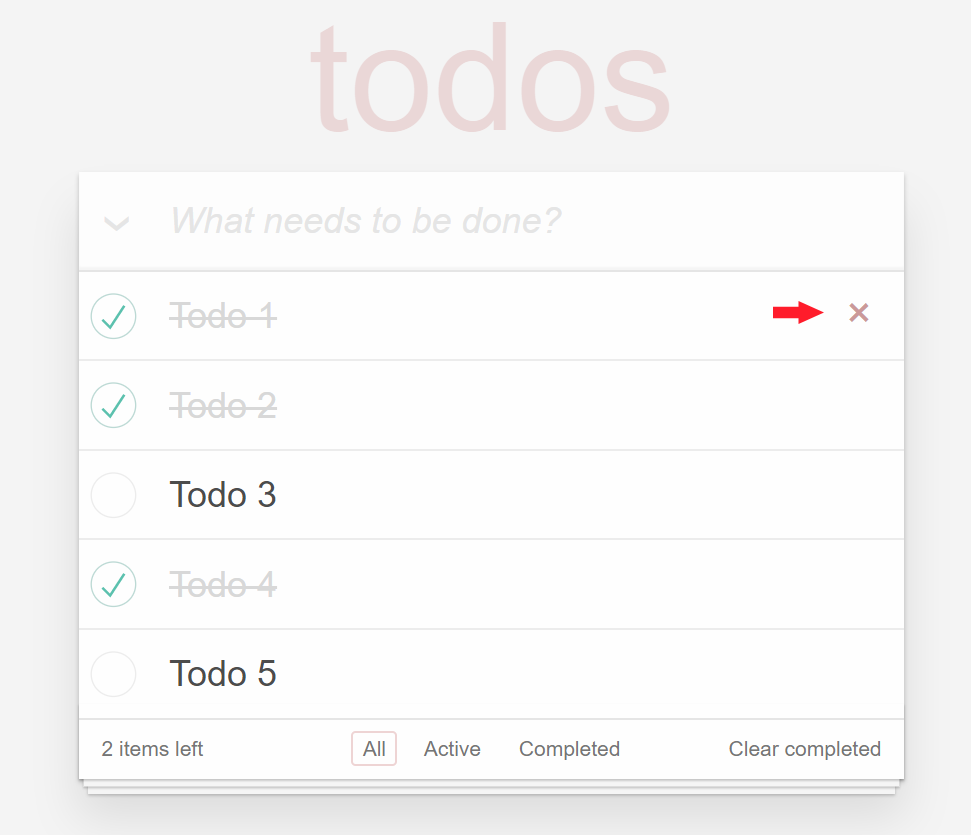 todos
What needs to be done?
Todo 1
Todo 2
Todo 3
Todo 4
Todo 5
2 items left All Active Completed Clear completed